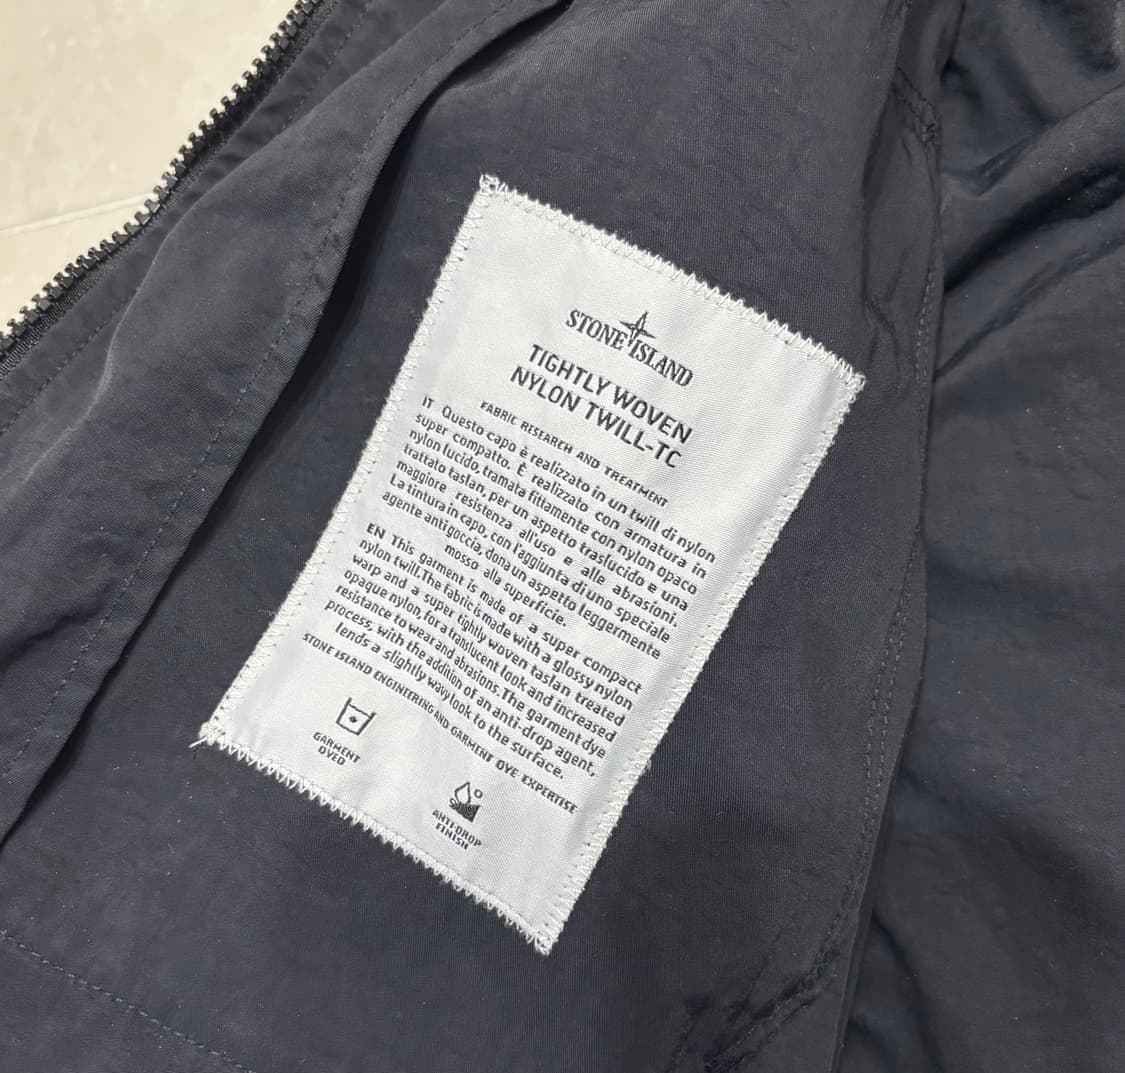 STONE ISLAND
TIGHTLY WOVEN
NYLON TWILL-TC
FABRIC RESEARCH AND TREATMENT
IT Questo capo è realizzato in un twill di nylon
super compatto. È realizzato con armatura in
nylon lucido, tramata fittamente con nylon opaco
trattato taslan, per un aspetto traslucido e una
maggiore resistenza all'uso e alle abrasioni.
La tintura in capo, con l'aggiunta di uno speciale
agente antigoccia, dona un aspetto leggermente
mosso alla superficie.
EN This garment is made of a super compact
nylon twill. The fabric is made with a glossy nylon
warp and a super tightly woven taslan treated
opaque nylon, for a translucent look and increased
resistance to wear and abrasions. The garment dye
process, with the addition of an anti-drop agent,
lends a slightly wavy look to the surface.
STONE ISLAND ENGINEERING AND GARMENT DYE EXPERTISE
GARMENT
DYED
ANTI-DROP
FINISH